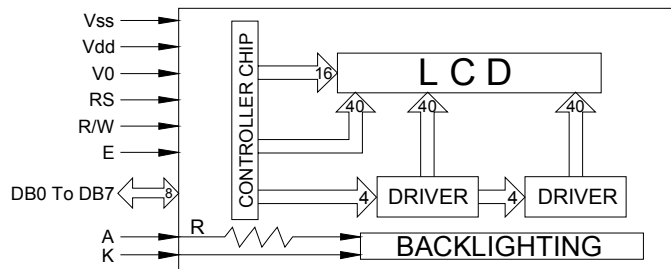 Vss
Vdd
V0
RS
R/W
E
DB0 To DB7
8
A
K
R
CONTROLLER CHIP
16
LCD
40
40
40
4
DRIVER
4
DRIVER
BACKLIGHTING